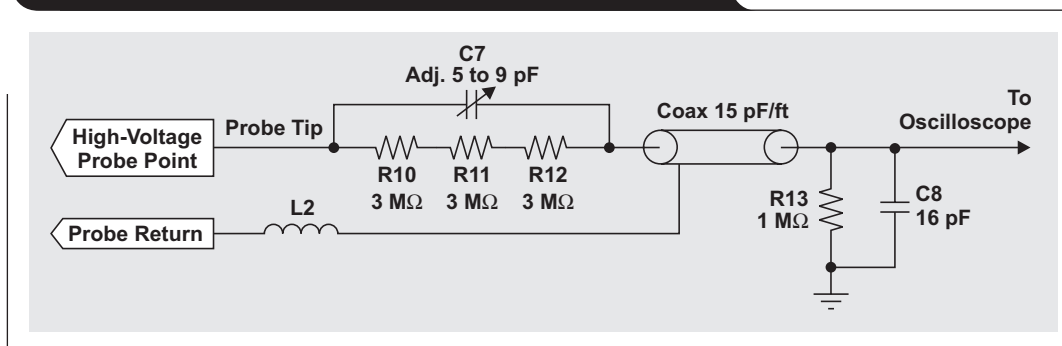 C7
Adj. 5 to 9 pF
To
Oscilloscope
Coax 15 pF/ft
Probe Tip
High-Voltage
Probe Point
R10
3 MΩ
R11
3 MΩ
R12
3 MΩ
R13
1 MΩ
C8
16 pF
L2
Probe Return